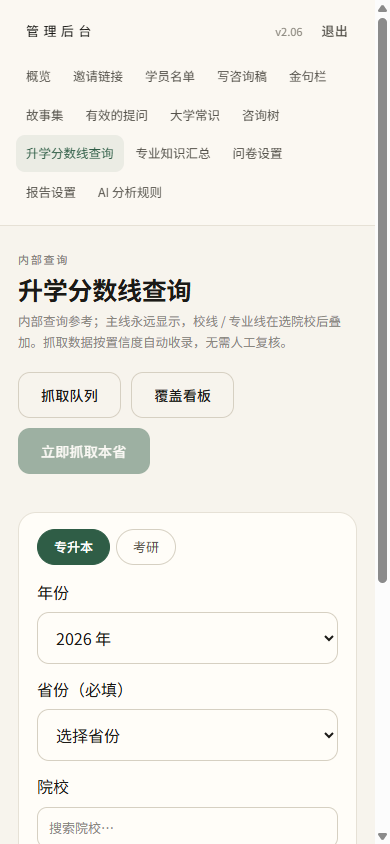 管理后台 v2.06 退出
概览 邀请链接 学员名单 写咨询稿 金句栏
故事集 有效的提问 大学常识 咨询树
升学分数线查询 专业知识汇总 问卷设置
报告设置 AI 分析规则
内部查询
升学分数线查询
内部查询参考；主线永远显示，校线 / 专业线在选院校后叠
加。抓取数据按置信度自动收录，无需人工复核。
抓取队列 覆盖看板
立即抓取本省
专升本 考研
年份
2026 年
省份（必填）
选择省份
院校
搜索院校…